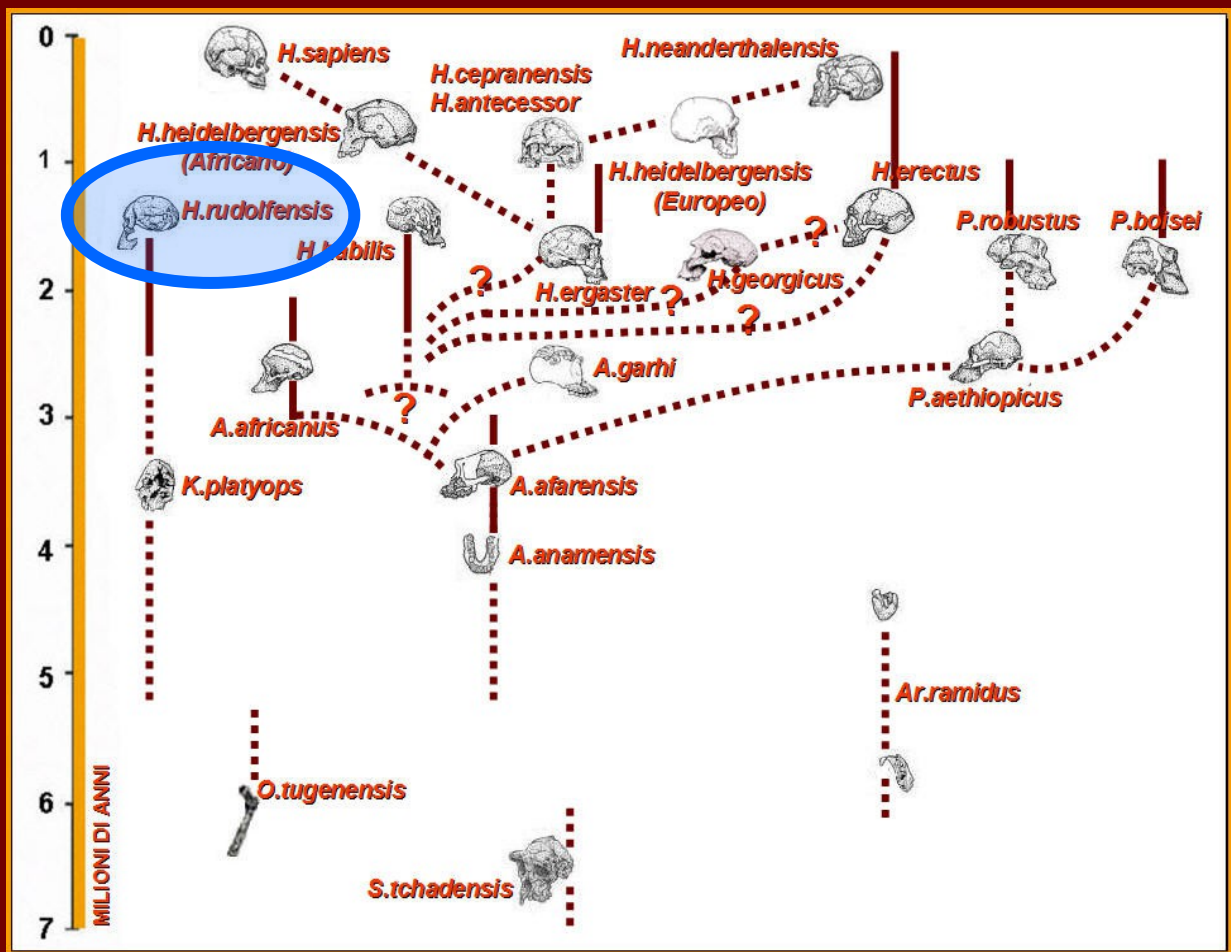 0
H.sapiens
H.neanderthalensis
H.cepranensis
H.antecessor
H.heidelbergensis
(Africano)
1
H.heidelbergensis
(Europeo)
H.erectus
H.rudolfensis
P.robustus
P.boisei
H.habilis
?
2
?
H.ergaster
?
H.georgicus
?
A.garhi
P.aethiopicus
3
?
A.africanus
K.platyops
A.afarensis
4
A.anamensis
5
Ar.ramidus
6
O.tugenensis
S.tchadensis
7
MILIONI DI ANNI